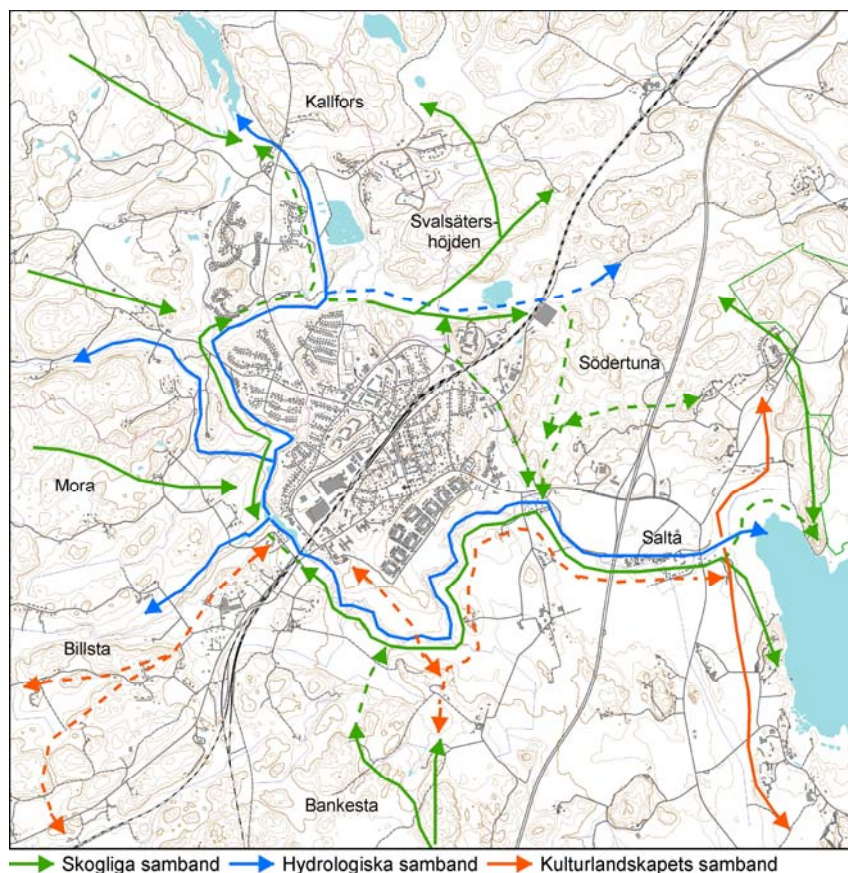 Kallfors
Svalsäters-
höjden
Södertuna
Mora
Saltå
Billsta
Bankesta
Skogliga samband Hydrologiska samband Kulturlandskapets samband